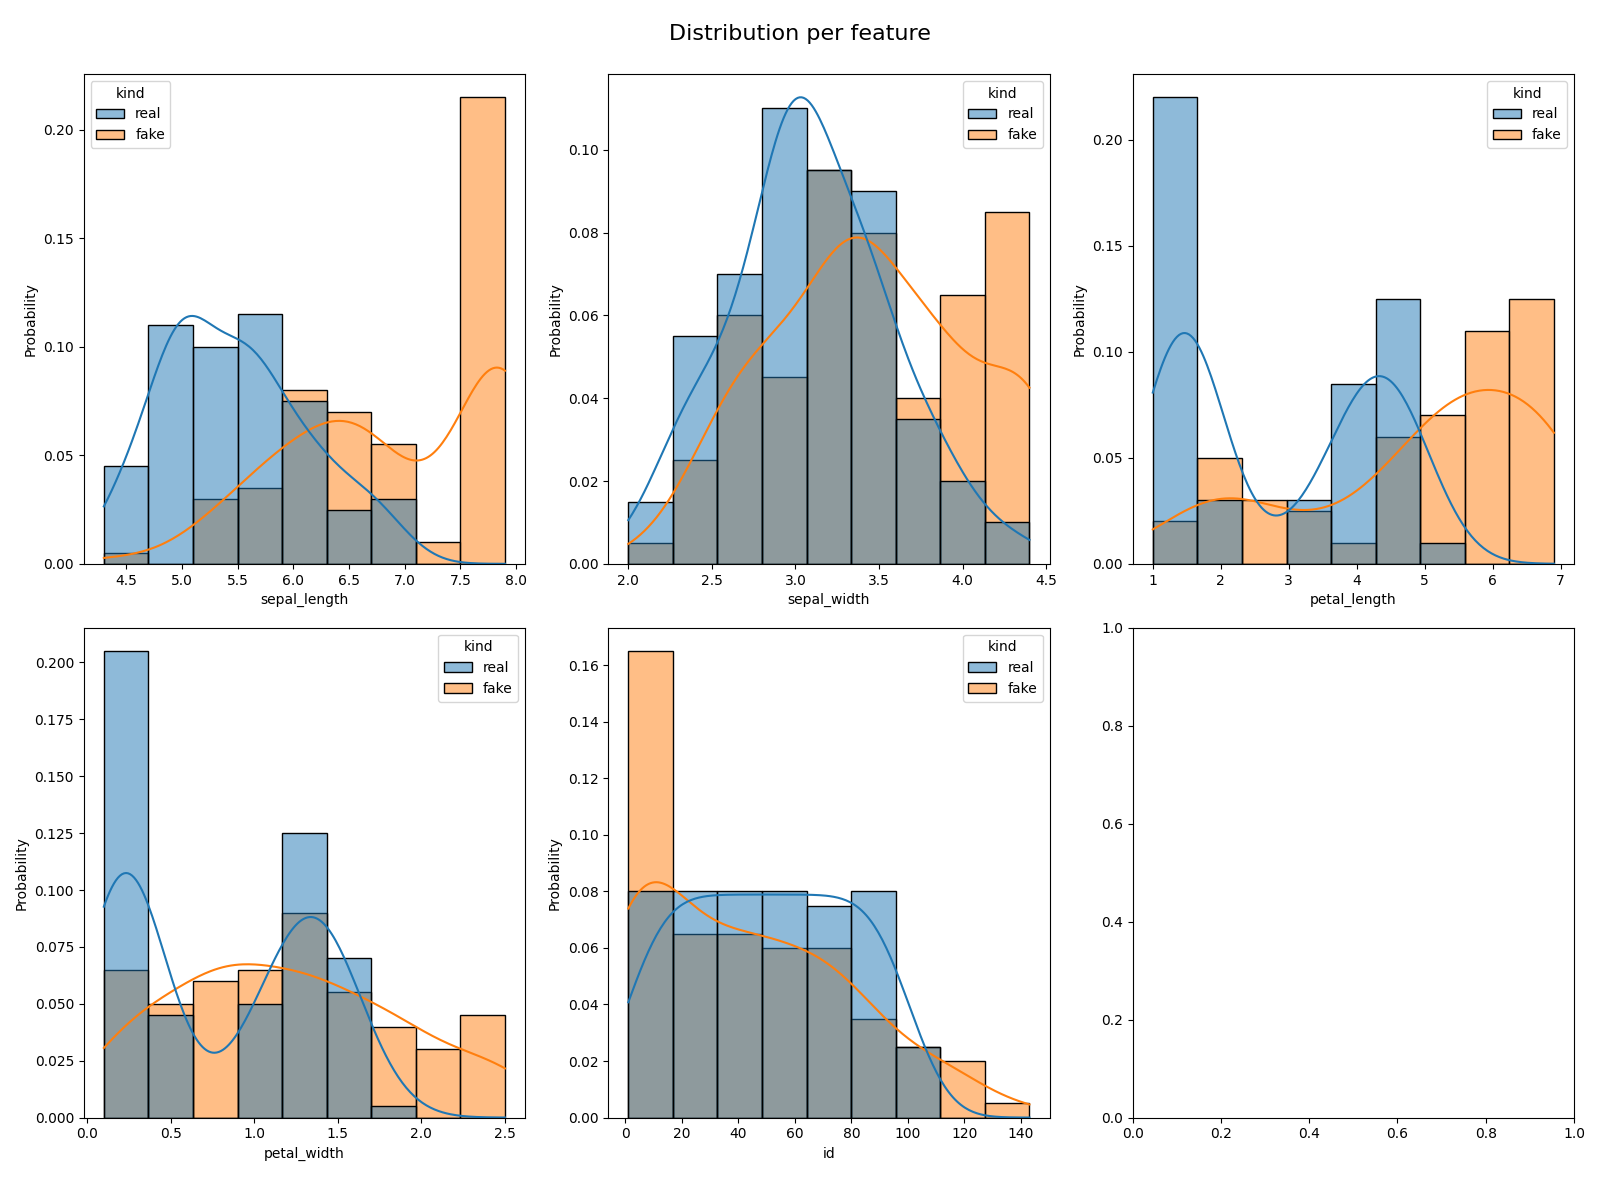 Distribution per feature
kind
real
fake
0.20
0.15
0.10
0.05
0.00
Probability
4.5 5.0 5.5 6.0 6.5 7.0 7.5 8.0
sepal_length
kind
real
fake
0.10
0.08
0.06
0.04
0.02
0.00
Probability
2.0 2.5 3.0 3.5 4.0 4.5
sepal_width
kind
real
fake
0.20
0.15
0.10
0.05
0.00
Probability
1 2 3 4 5 6 7
petal_length
kind
real
fake
0.200
0.175
0.150
0.125
0.100
0.075
0.050
0.025
0.000
Probability
0.0 0.5 1.0 1.5 2.0 2.5
petal_width
kind
real
fake
0.16
0.14
0.12
0.10
0.08
0.06
0.04
0.02
0.00
Probability
0 20 40 60 80 100 120 140
id
1.0
0.8
0.6
0.4
0.2
0.0
0.0 0.2 0.4 0.6 0.8 1.0